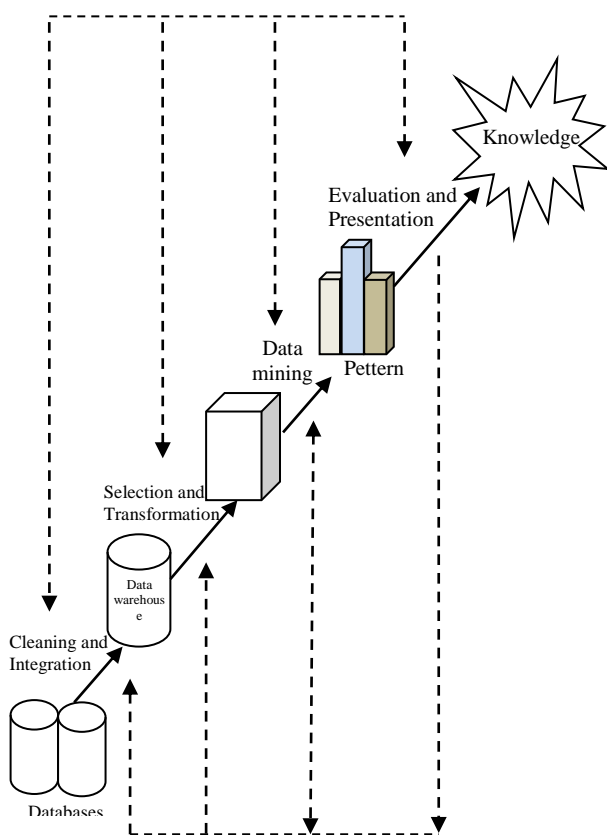 Knowledge
Evaluation and
Presentation
Data
mining
Pettern
Selection and
Transformation
Data
warehous
e
Cleaning and
Integration
Databases